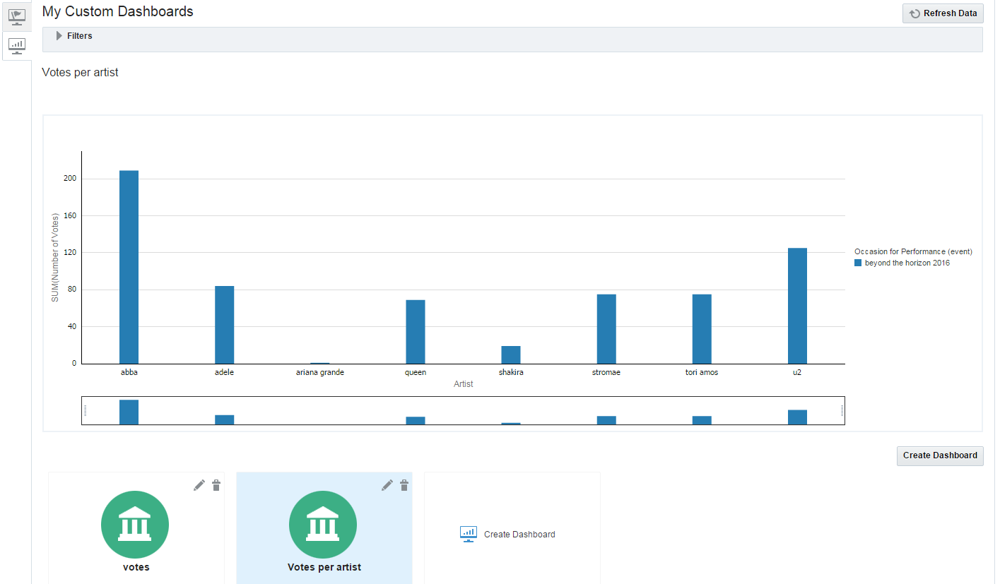 My Custom Dashboards
Refresh Data
Filters
Votes per artist
SUM(Number of Votes)
200
160
120
80
40
0
abba adele ariana grande queen shakira stromae tori amos u2
Artist
Occasion for Performance (event)
beyond the horizon 2016
Create Dashboard
votes
Votes per artist
Create Dashboard